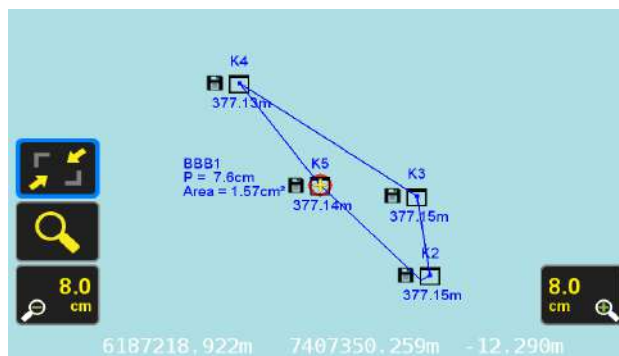 K4
377.13m
BBB1
P = 7.6cm
Area = 1.57cm²
K5
377.14m
K3
377.15m
K2
377.15m
8.0
cm
8.0
cm
6187218.922m 7407350.259m -12.290m